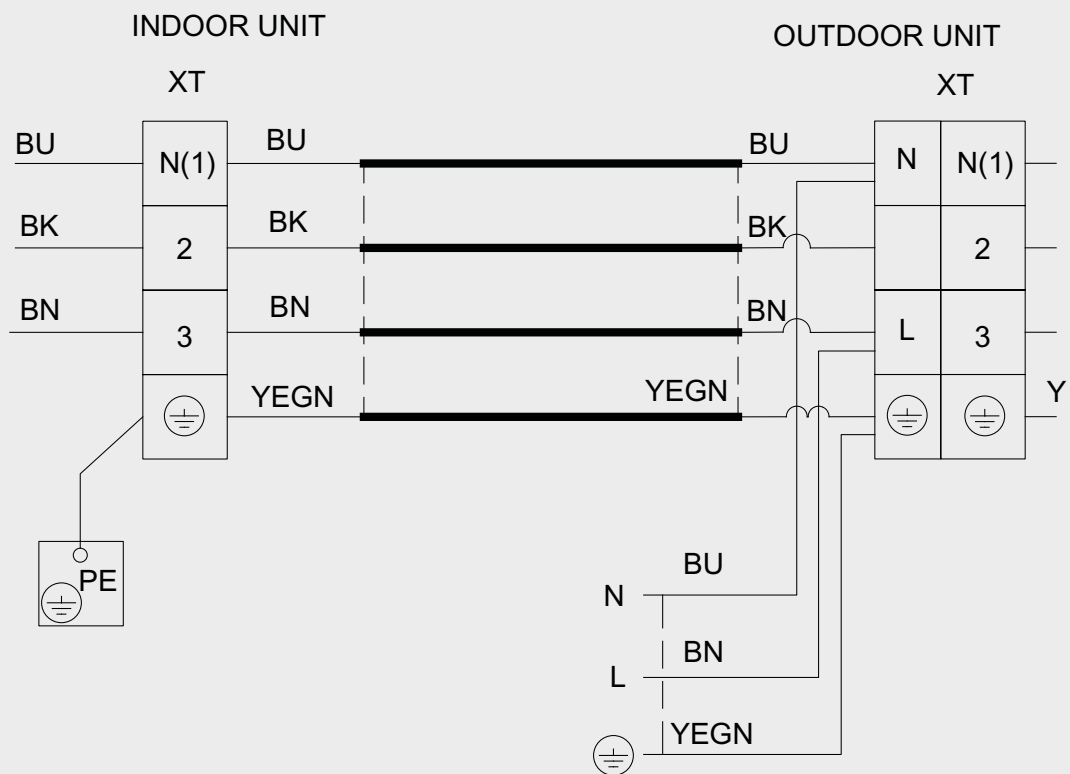 INDOOR UNIT
OUTDOOR UNIT
XT
XT
BU
N(1)
BU
BU
N
N(1)
BK
2
BK
BK
2
BN
3
BN
BN
L
3
YEGN
YEGN
Y
PE
N
BU
L
BN
YEGN